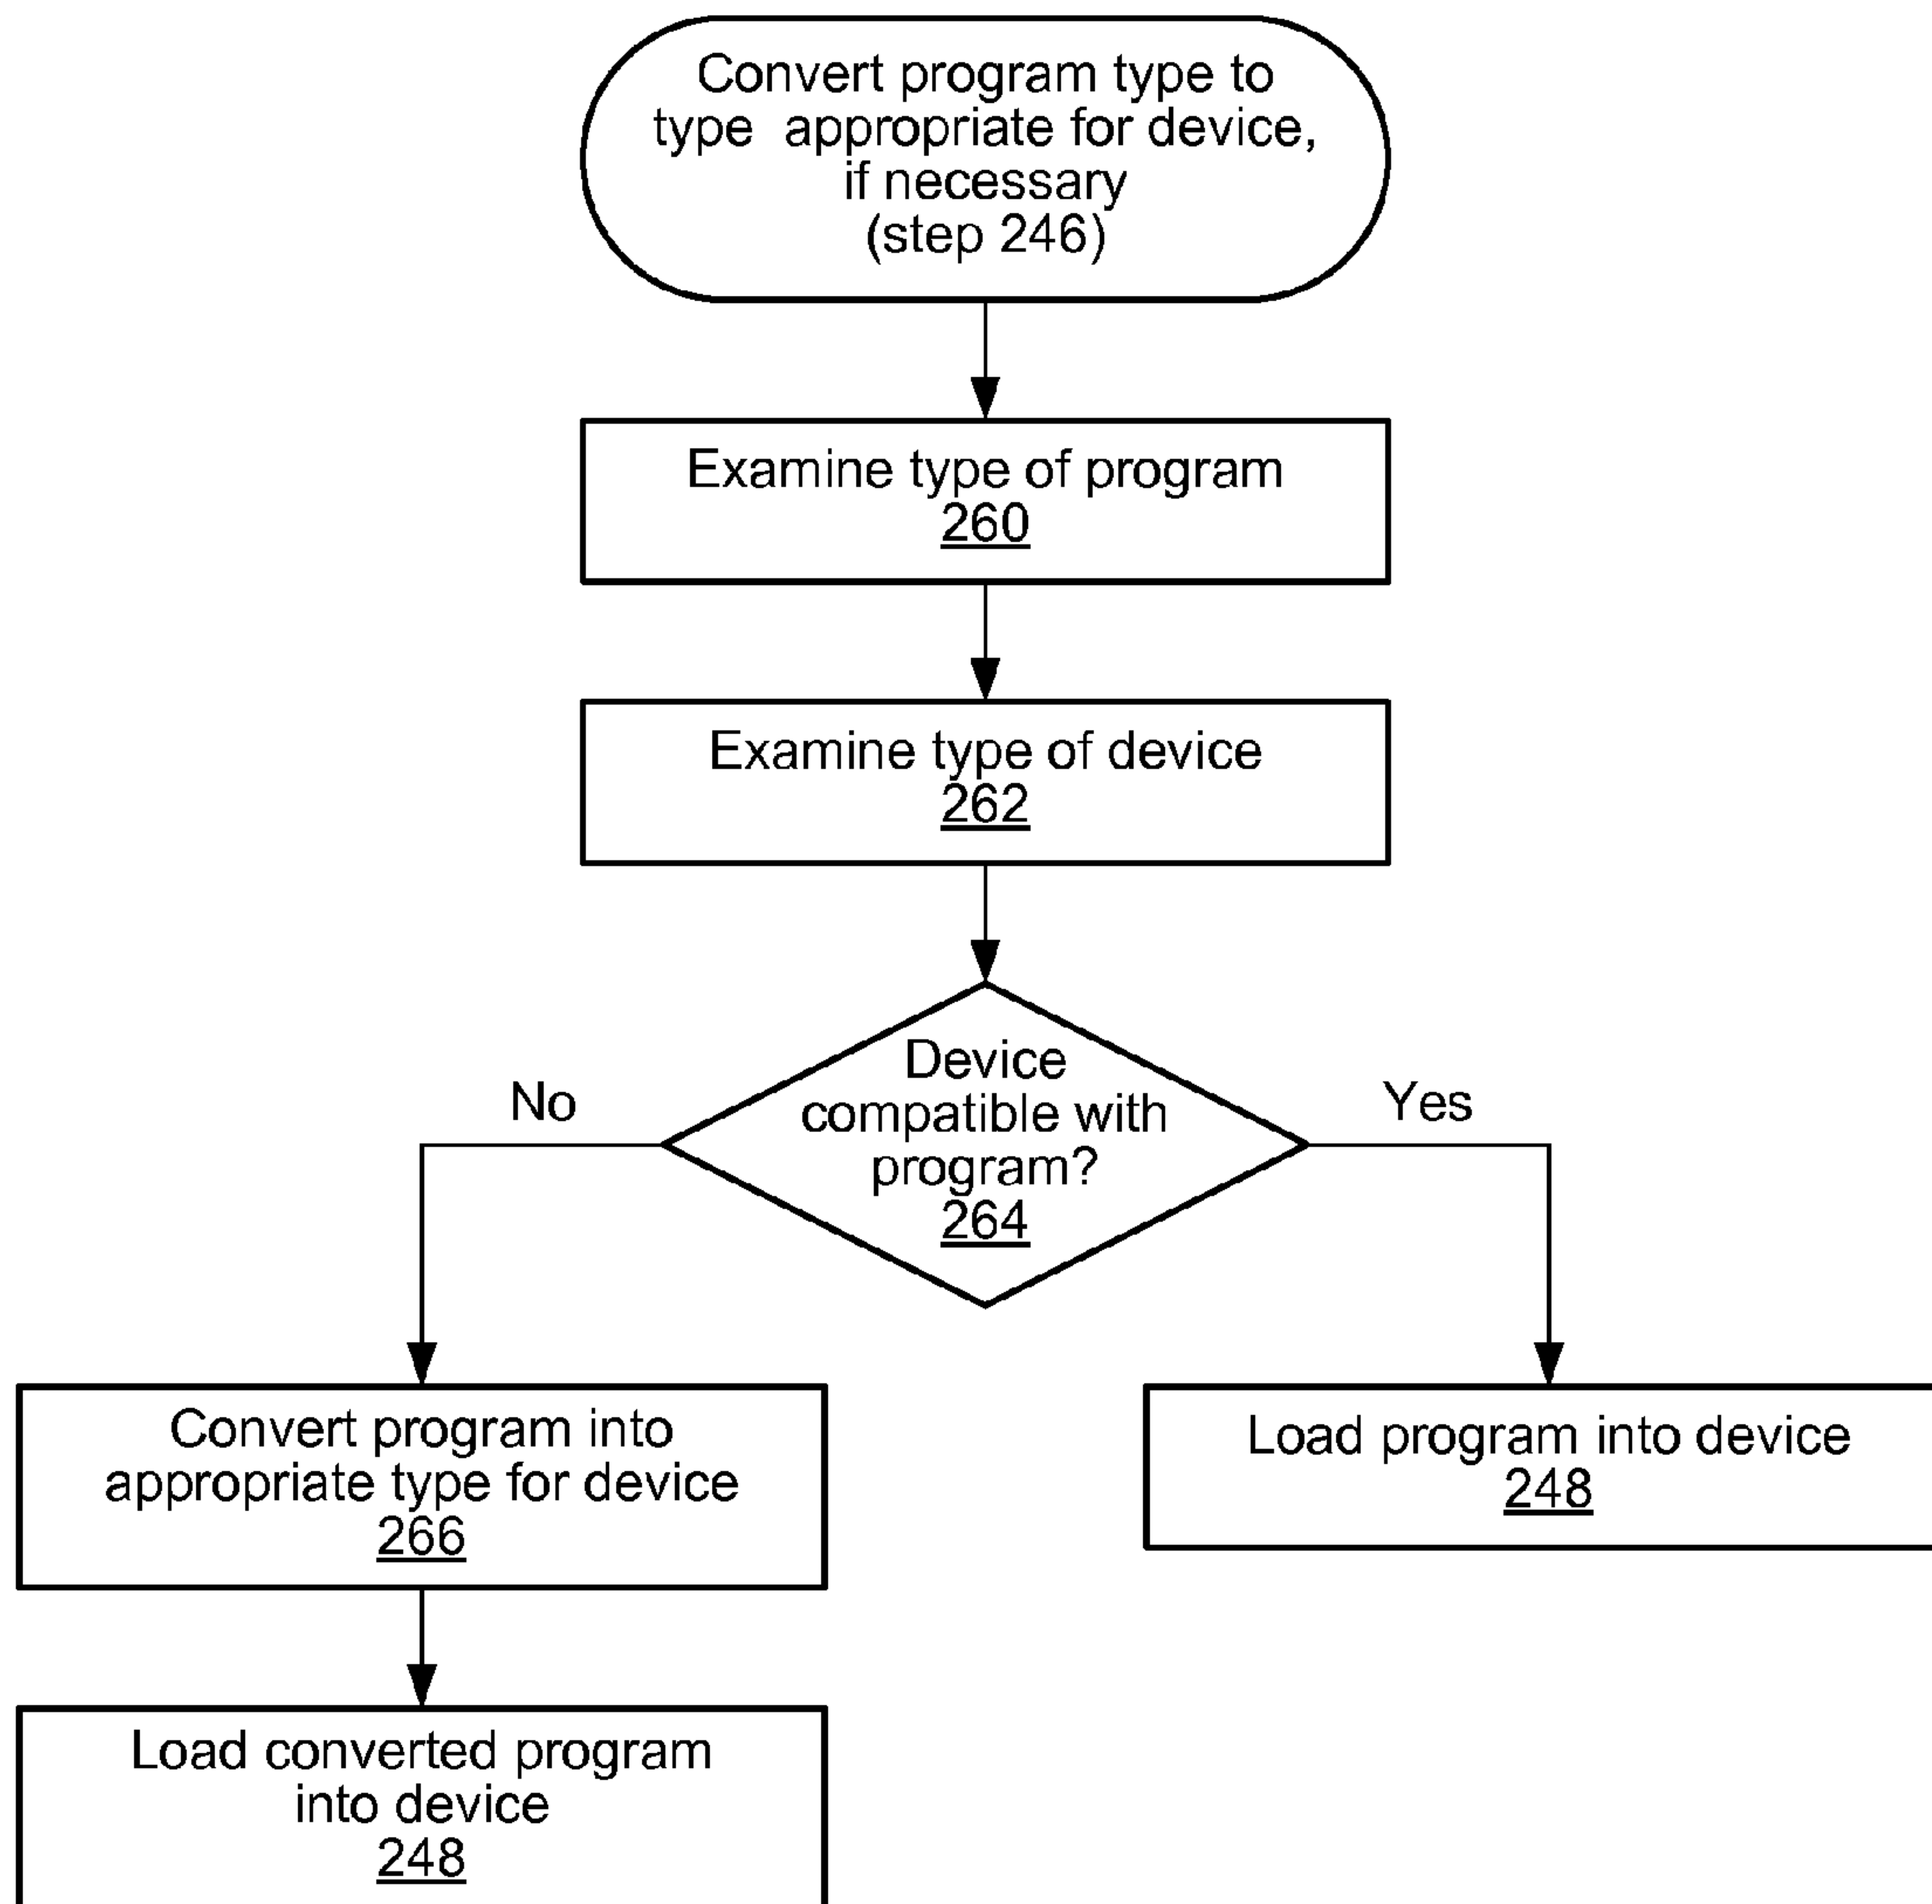 Convert program type to
type appropriate for device,
if necessary
(step 246)
Examine type of program
260
Examine type of device
262
Device
compatible with
program?
264
No
Yes
Convert program into
appropriate type for device
266
Load program into device
248
Load converted program
into device
248